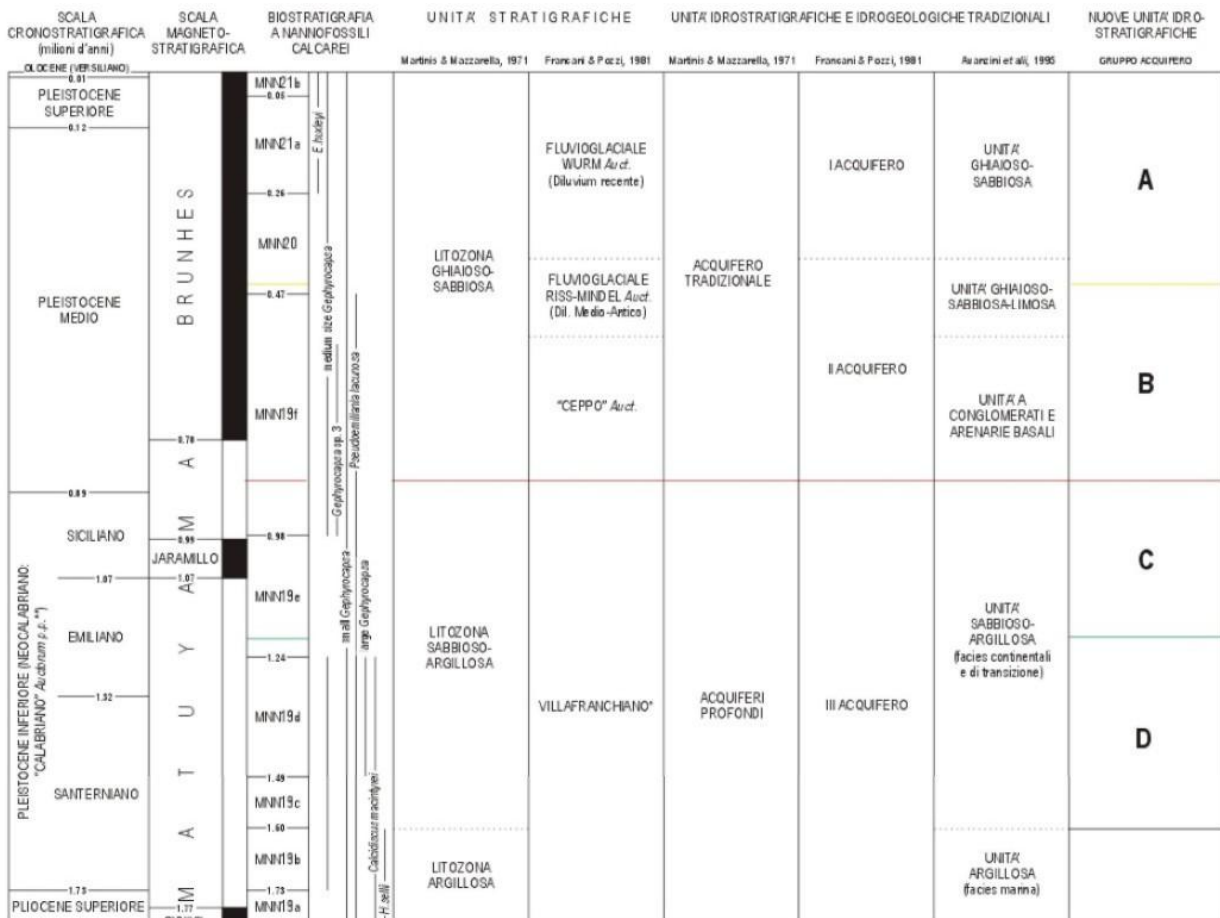 SCALA
CRONOSTRATIGRAFICA
(milioni d'anni)
SCALA
MAGNETO-
STRATIGRAFICA
BIOSTRATIGRAFIA
A NANNOFOSSILI
CALCAREI
UNITA' STRATIGRAFICHE
UNITA' IDROSTRATIGRAFICHE E IDROGEOLOGICHE TRADIZIONALI
NUOVE UNITA' IDRO-
STRATIGRAFICHE
Martinis & Mazzarella, 1971
Francani & Pozzi, 1981
Martinis & Mazzarella, 1971
Francani & Pozzi, 1981
Avanzini et alii, 1995
GRUPPO ACQUIFERO
OLOCENE (VERSILIANO)
0.01
PLEISTOCENE
SUPERIORE
0.12
PLEISTOCENE
MEDIO
0.89
SICILIANO
1.07
EMILIANO
1.32
SANTERNIANO
1.75
PLIOCENE SUPERIORE
PLEISTOCENE INFERIORE (NEOCALABRIANO:
"CALABRIANO" Auctorum p.p.**)
BRUNHES
0.78
MATUYAMA
0.99
JARAMILLO
1.07
1.77
MNN21b
0.05
MNN21a
0.26
MNN20
0.47
MNN19f
0.98
MNN19e
1.24
MNN19d
1.49
MNN19c
1.60
MNN19b
1.73
MNN19a
E. huxleyi
medium size Gephyrocapsa
Gephyrocapsa sp. 3
Pseudoemiliania lacunosa
small Gephyrocapsa
large Gephyrocapsa
Calcidiscus macintyrei
H. sellii
LITOZONA
GHIAIOSO-
SABBIOSA
LITOZONA
SABBIOSO-
ARGILLOSA
LITOZONA
ARGILLOSA
FLUVIOGLACIALE
WURM Auct.
(Diluvium recente)
FLUVIOGLACIALE
RISS-MINDEL Auct.
(Dil. Medio-Antico)
"CEPPO" Auct.
VILLAFRANCHIANO*
ACQUIFERO
TRADIZIONALE
ACQUIFERI
PROFONDI
I ACQUIFERO
II ACQUIFERO
III ACQUIFERO
UNITA'
GHIAIOSO-
SABBIOSA
UNITA' GHIAIOSO-
SABBIOSA-LIMOSA
UNITA' A
CONGLOMERATI E
ARENARIE BASALI
UNITA'
SABBIOSO-
ARGILLOSA
(facies continentali
e di transizione)
UNITA'
ARGILLOSA
(facies marina)
A
B
C
D